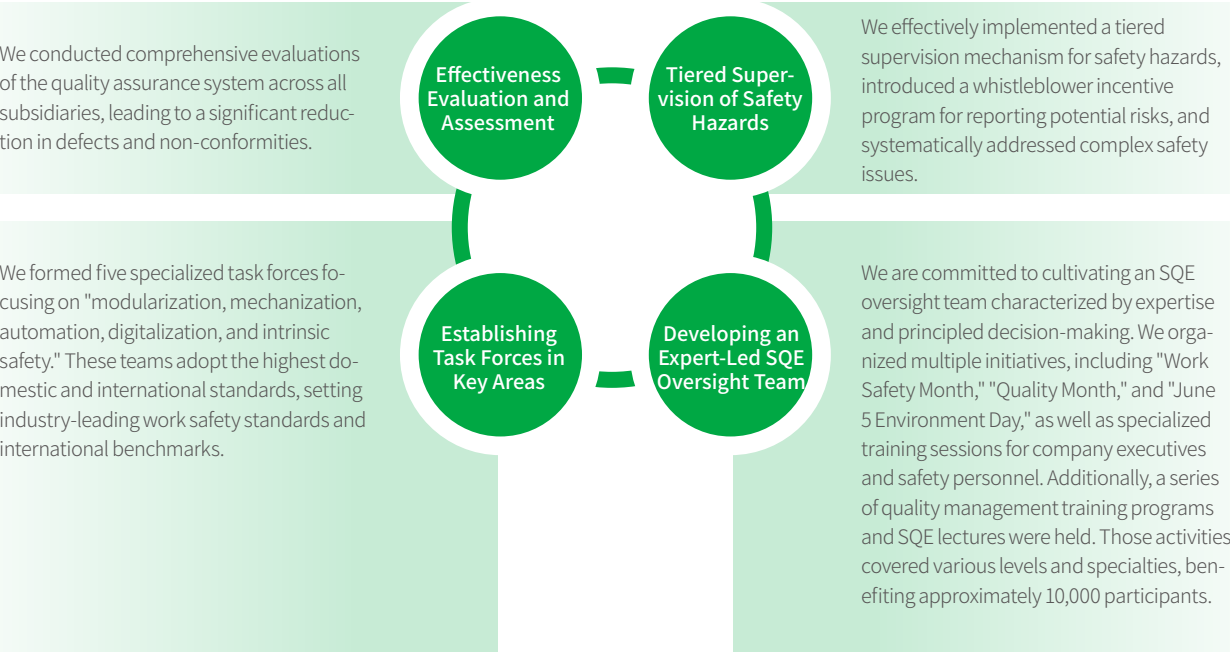 We conducted comprehensive evaluations
of the quality assurance system across all
subsidiaries, leading to a significant reduc-
tion in defects and non-conformities.
Effectiveness
Evaluation and
Assessment
Tiered Super-
vision of Safety
Hazards
We effectively implemented a tiered
supervision mechanism for safety hazards,
introduced a whistleblower incentive
program for reporting potential risks, and
systematically addressed complex safety
issues.
We formed five specialized task forces fo-
cusing on "modularization, mechanization,
automation, digitalization, and intrinsic
safety." These teams adopt the highest do-
mestic and international standards, setting
industry-leading work safety standards and
international benchmarks.
Establishing
Task Forces in
Key Areas
Developing an
Expert-Led SQE
Oversight Team
We are committed to cultivating an SQE
oversight team characterized by expertise
and principled decision-making. We orga-
nized multiple initiatives, including "Work
Safety Month," "Quality Month," and "June
5 Environment Day," as well as specialized
training sessions for company executives
and safety personnel. Additionally, a series
of quality management training programs
and SQE lectures were held. Those activities
covered various levels and specialties, ben-
efiting approximately 10,000 participants.